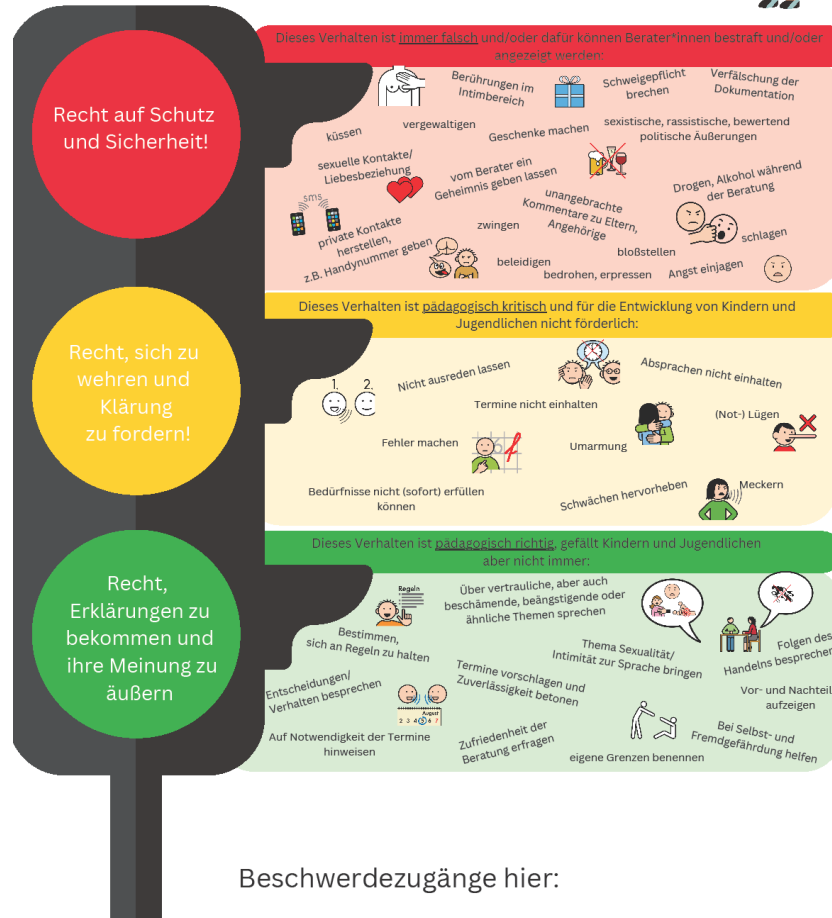 Dieses Verhalten ist immer falsch und/oder dafür können Berater*innen bestraft und/oder
angezeigt werden:
Recht auf Schutz
und Sicherheit!
Berührungen im
Intimbereich
Schweigepflicht
brechen
Verfälschung der
Dokumentation
küssen
vergewaltigen
Geschenke machen
sexistische, rassistische, bewertend
politische Äußerungen
sexuelle Kontakte/
Liebesbeziehung
vom Berater ein
Geheimnis geben lassen
Drogen, Alkohol während
der Beratung
sms
private Kontakte
herstellen,
z.B. Handynummer geben
zwingen
unangebrachte
Kommentare zu Eltern,
Angehörige
schlagen
bloßstellen
beleidigen
bedrohen, erpressen
Angst einjagen
Dieses Verhalten ist pädagogisch kritisch und für die Entwicklung von Kindern und
Jugendlichen nicht förderlich:
Recht, sich zu
wehren und
Klärung
zu fordern!
1. 2.
Nicht ausreden lassen
Absprachen nicht einhalten
Termine nicht einhalten
(Not-) Lügen
Fehler machen
Umarmung
Bedürfnisse nicht (sofort) erfüllen
können
Schwächen hervorheben
Meckern
Dieses Verhalten ist pädagogisch richtig, gefällt Kindern und Jugendlichen
aber nicht immer:
Recht,
Erklärungen zu
bekommen und
ihre Meinung zu
äußern
Regeln
Bestimmen,
sich an Regeln zu halten
Über vertrauliche, aber auch
beschämende, beängstigende oder
ähnliche Themen sprechen
Thema Sexualität/
Intimität zur Sprache bringen
Folgen des
Handelns besprechen
Entscheidungen/
Verhalten besprechen
August
2 3 4 5 6 7
Termine vorschlagen und
Zuverlässigkeit betonen
Vor- und Nachteil
aufzeigen
Auf Notwendigkeit der Termine
hinweisen
Zufriedenheit der
Beratung erfragen
eigene Grenzen benennen
Bei Selbst- und
Fremdgefährdung helfen
Beschwerdezugänge hier: